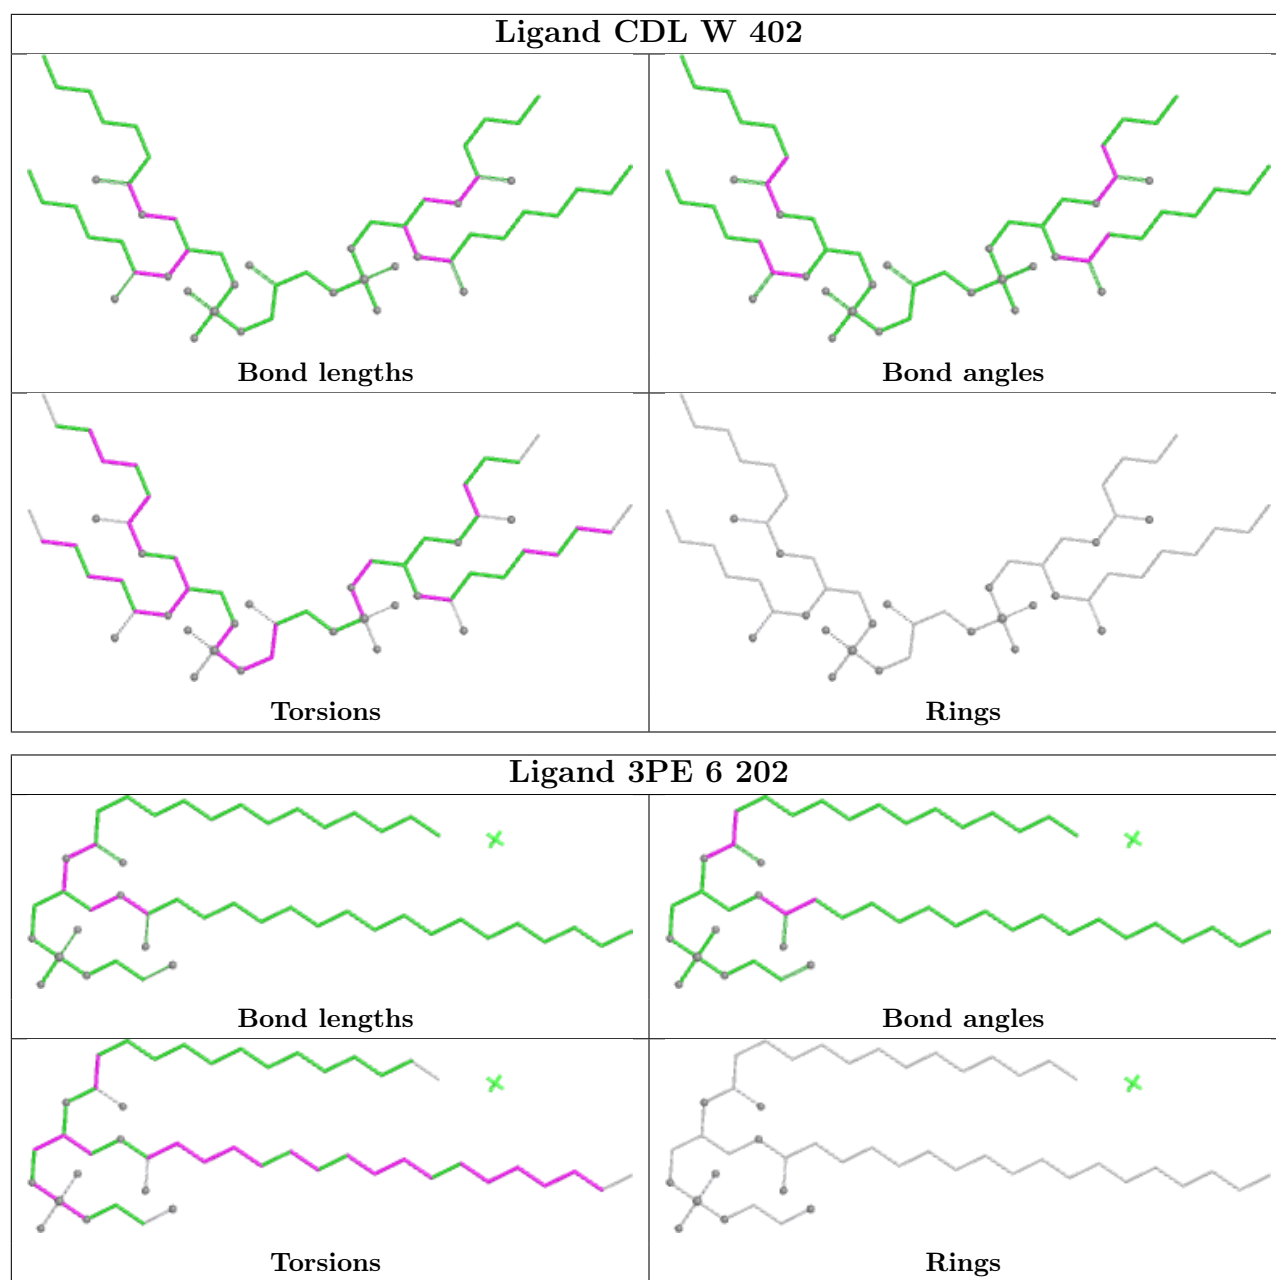 Ligand CDL W 402
Bond lengths
Bond angles
Torsions
Rings
Ligand 3PE 6 202
Bond lengths
Bond angles
Torsions
Rings